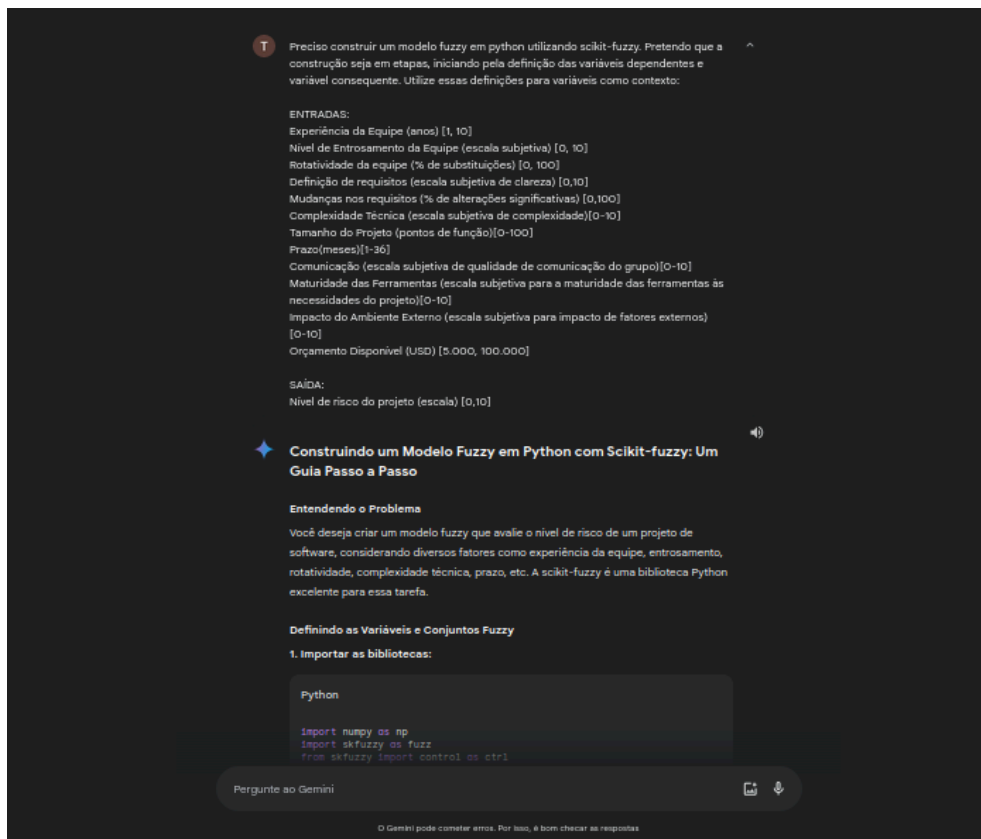 T
Preciso construir um modelo fuzzy em python utilizando scikit-fuzzy. Pretendo que a
construção seja em etapas, iniciando pela definição das variáveis dependentes e
variável consequente. Utilize essas definições para variáveis como contexto:
ENTRADAS:
Experiência da Equipe (anos) [1, 10]
Nível de Entrosamento da Equipe (escala subjetiva) [0, 10]
Rotatividade da equipe (% de substituições) [0, 100]
Definição de requisitos (escala subjetiva de clareza) [0,10]
Mudanças nos requisitos (% de alterações significativas) [0,100]
Complexidade Técnica (escala subjetiva de complexidade)[0-10]
Tamanho do Projeto (pontos de função)[0-100]
Prazo(meses)[1-36]
Comunicação (escala subjetiva de qualidade de comunicação do grupo)[0-10]
Maturidade das Ferramentas (escala subjetiva para a maturidade das ferramentas às
necessidades do projeto)[0-10]
Impacto do Ambiente Externo (escala subjetiva para impacto de fatores externos)
[0-10]
Orçamento Disponível (USD) [5.000, 100.000]
SAÍDA:
Nível de risco do projeto (escala) [0,10]
Construindo um Modelo Fuzzy em Python com Scikit-fuzzy: Um
Guia Passo a Passo
Entendendo o Problema
Você deseja criar um modelo fuzzy que avalie o nível de risco de um projeto de
software, considerando diversos fatores como experiência da equipe, entrosamento,
rotatividade, complexidade técnica, prazo, etc. A scikit-fuzzy é uma biblioteca Python
excelente para essa tarefa.
Definindo as Variáveis e Conjuntos Fuzzy
1. Importar as bibliotecas:
Python
import numpy as np
import skfuzzy as fuzz
from skfuzzy import control as ctrl
Pergunte ao Gemini
O Gemini pode cometer erros. Por isso, é bom checar as respostas